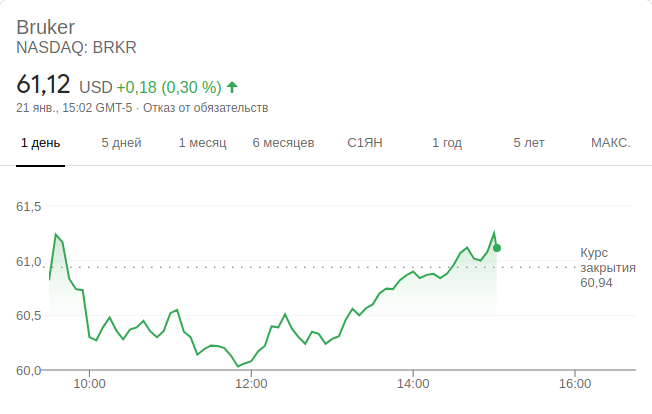 Bruker
NASDAQ: BRKR
61,12 USD +0,18 (0,30 %)
21 янв., 15:02 GMT-5 · Отказ от обязательств
1 день 5 дней 1 месяц 6 месяцев С1ЯН 1 год 5 лет МАКС.
61,5
61,0
60,5
60,0
Курс
закрытия
60,94
10:00 12:00 14:00 16:00